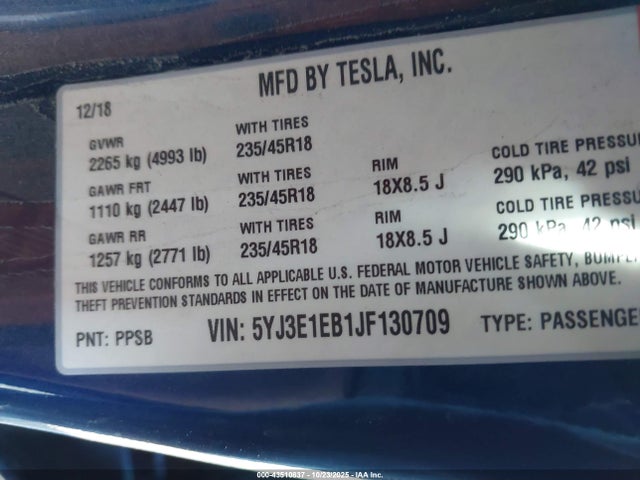 MFD BY TESLA, INC.
12/18
GVWR WITH TIRES
2265 kg (4993 lb) 235/45R18
GAWR FRT WITH TIRES RIM COLD TIRE PRESSU
1110 kg (2447 lb) 235/45R18 18X8.5 J 290 kPa, 42 psi
GAWR RR WITH TIRES RIM COLD TIRE PRESSU
1257 kg (2771 lb) 235/45R18 18X8.5 J 290 kPa, 42 psi
THIS VEHICLE CONFORMS TO ALL APPLICABLE U.S. FEDERAL MOTOR VEHICLE SAFETY, BUMPE
THEFT PREVENTION STANDARDS IN EFFECT ON THE DATE OF MANUFACTURE SHOWN ABOVE.
PNT: PPSB VIN: 5YJ3E1EB1JF130709 TYPE: PASSENGE
000-43510837 - 10/23/2025 - IAA Inc.